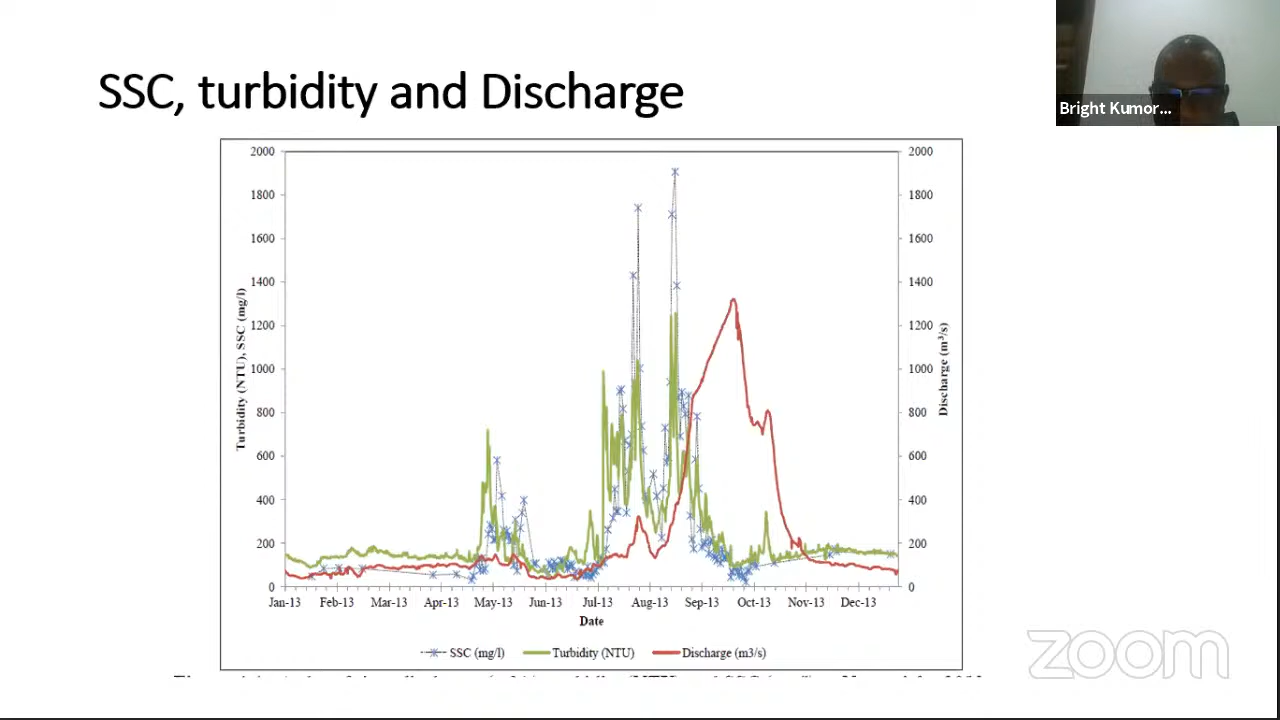 SSC, turbidity and Discharge
Bright Kumor...
2000
1800
1600
1400
1200
1000
800
600
400
200
0
Turbidity (NTU), SSC (mg/l)
2000
1800
1600
1400
1200
1000
800
600
400
200
0
Discharge (m³/s)
Jan-13 Feb-13 Mar-13 Apr-13 May-13 Jun-13 Jul-13 Aug-13 Sep-13 Oct-13 Nov-13 Dec-13
Date
SSC (mg/l) Turbidity (NTU) Discharge (m3/s)
zoom